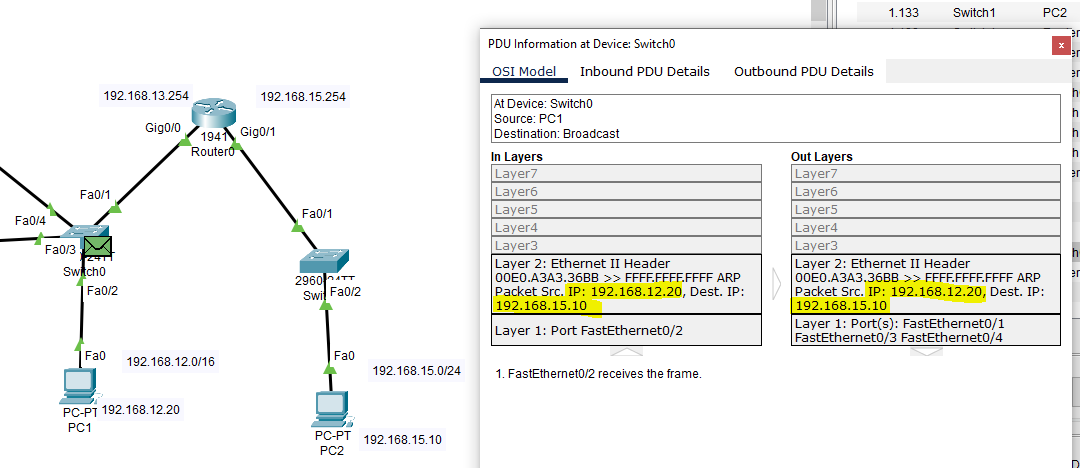 1.133 Switch1 PC2
PDU Information at Device: Switch0
x
OSI Model Inbound PDU Details Outbound PDU Details
At Device: Switch0
Source: PC1
Destination: Broadcast
In Layers
Layer7
Layer6
Layer5
Layer4
Layer3
Layer 2: Ethernet II Header
00E0.A3A3.36BB >> FFFF.FFFF.FFFF ARP
Packet Src. IP: 192.168.12.20, Dest. IP:
192.168.15.10
Layer 1: Port FastEthernet0/2
Out Layers
Layer7
Layer6
Layer5
Layer4
Layer3
Layer 2: Ethernet II Header
00E0.A3A3.36BB >> FFFF.FFFF.FFFF ARP
Packet Src. IP: 192.168.12.20, Dest. IP:
192.168.15.10
Layer 1: Port(s): FastEthernet0/1
FastEthernet0/3 FastEthernet0/4
1. FastEthernet0/2 receives the frame.
192.168.13.254
192.168.15.254
Gig0/0
Gig0/1
1941
Router0
Fa0/1
Fa0/4
Fa0/3
Switch0
Fa0/2
Fa0/1
Fa0/2
Fa0
192.168.12.0/16
PC-PT
192.168.12.20
PC1
Fa0
192.168.15.0/24
PC-PT
PC2
192.168.15.10